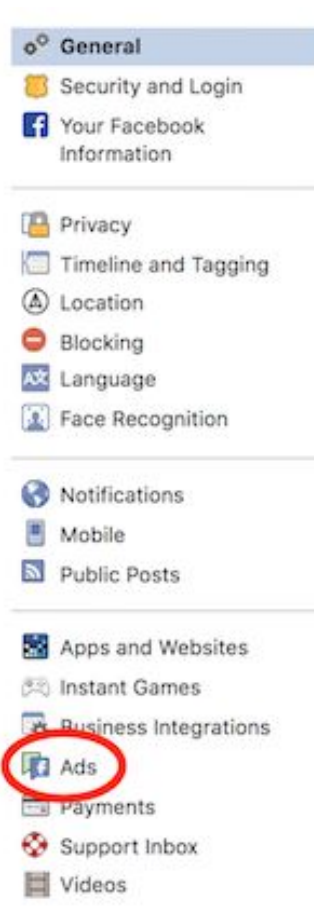 General
Security and Login
Your Facebook
Information
Privacy
Timeline and Tagging
Location
Blocking
Language
Face Recognition
Notifications
Mobile
Public Posts
Apps and Websites
Instant Games
Business Integrations
Ads
Payments
Support Inbox
Videos